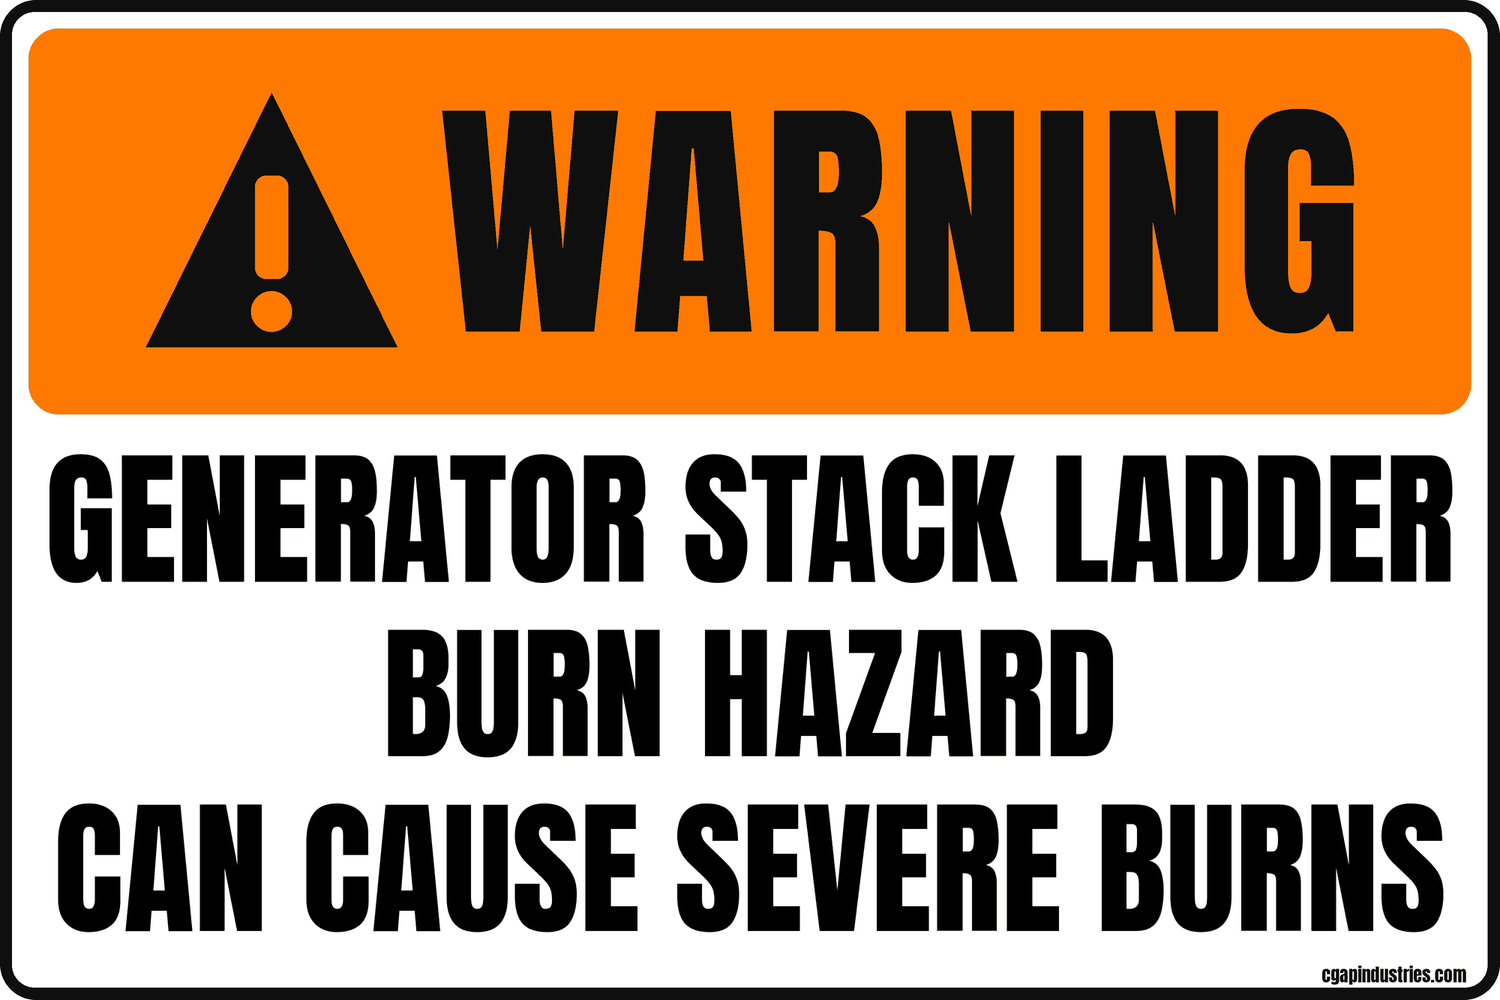 WARNING
GENERATOR STACK LADDER
BURN HAZARD
CAN CAUSE SEVERE BURNS
cgapindustries.com